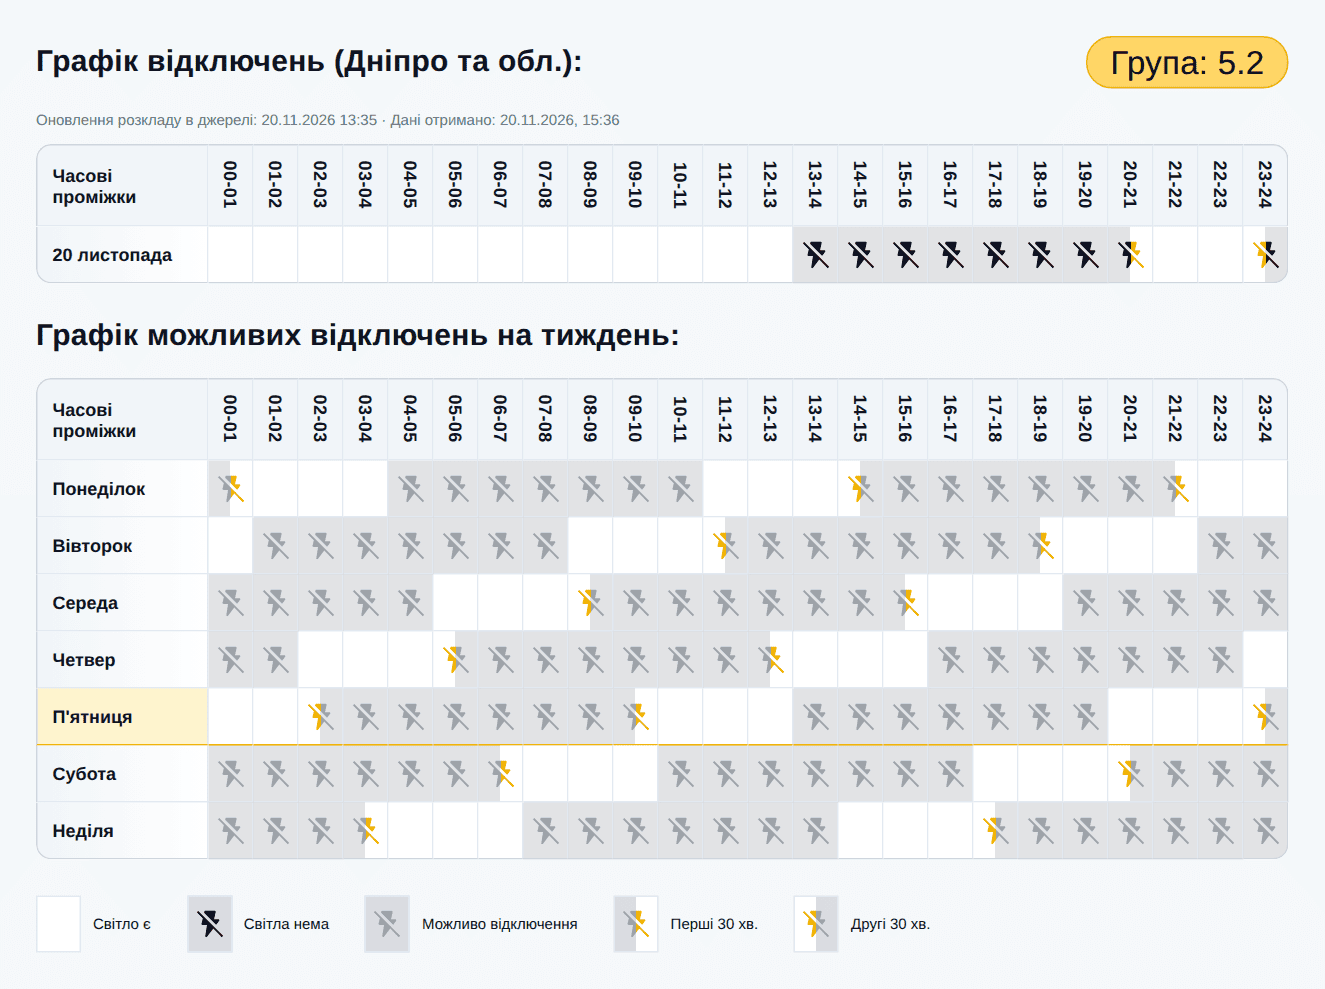 Графік відключень (Дніпро та обл.):
Група: 5.2
Оновлення розкладу в джерелі: 20.11.2026 13:35 · Дані отримано: 20.11.2026, 15:36
Часові проміжки 00-01 01-02 02-03 03-04 04-05 05-06 06-07 07-08 08-09 09-10 10-11 11-12 12-13 13-14 14-15 15-16 16-17 17-18 18-19 19-20 20-21 21-22 22-23 23-24
20 листопада
Графік можливих відключень на тиждень:
Часові проміжки 00-01 01-02 02-03 03-04 04-05 05-06 06-07 07-08 08-09 09-10 10-11 11-12 12-13 13-14 14-15 15-16 16-17 17-18 18-19 19-20 20-21 21-22 22-23 23-24
Понеділок
Вівторок
Середа
Четвер
П'ятниця
Субота
Неділя
Світло є Світла нема Можливо відключення Перші 30 хв. Другі 30 хв.